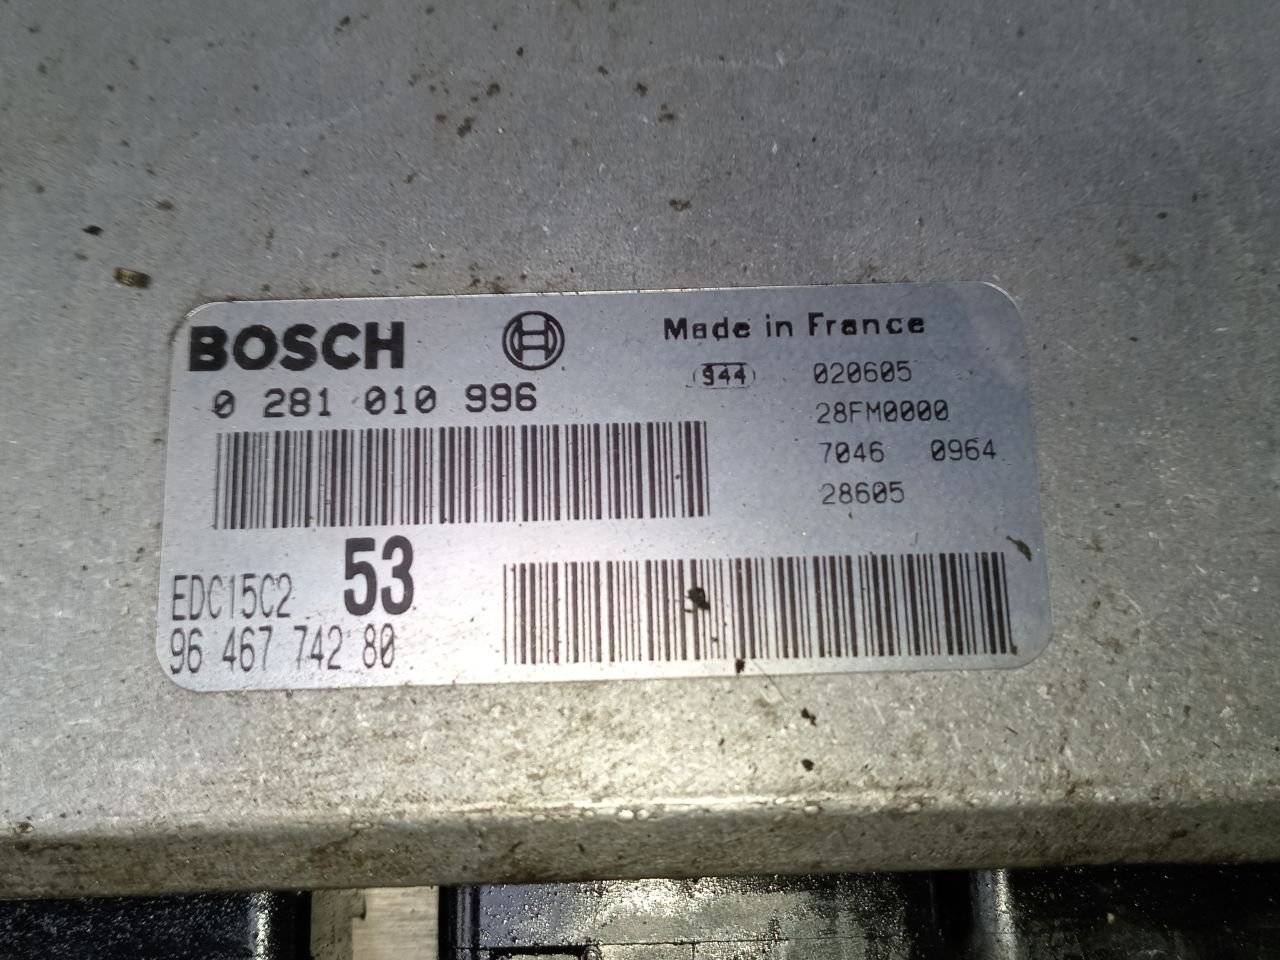 BOSCH
Made in France
0 281 010 996
944 020605
28FM0000
7046 0964
28605
EDC15C2 53
96 467 742 80